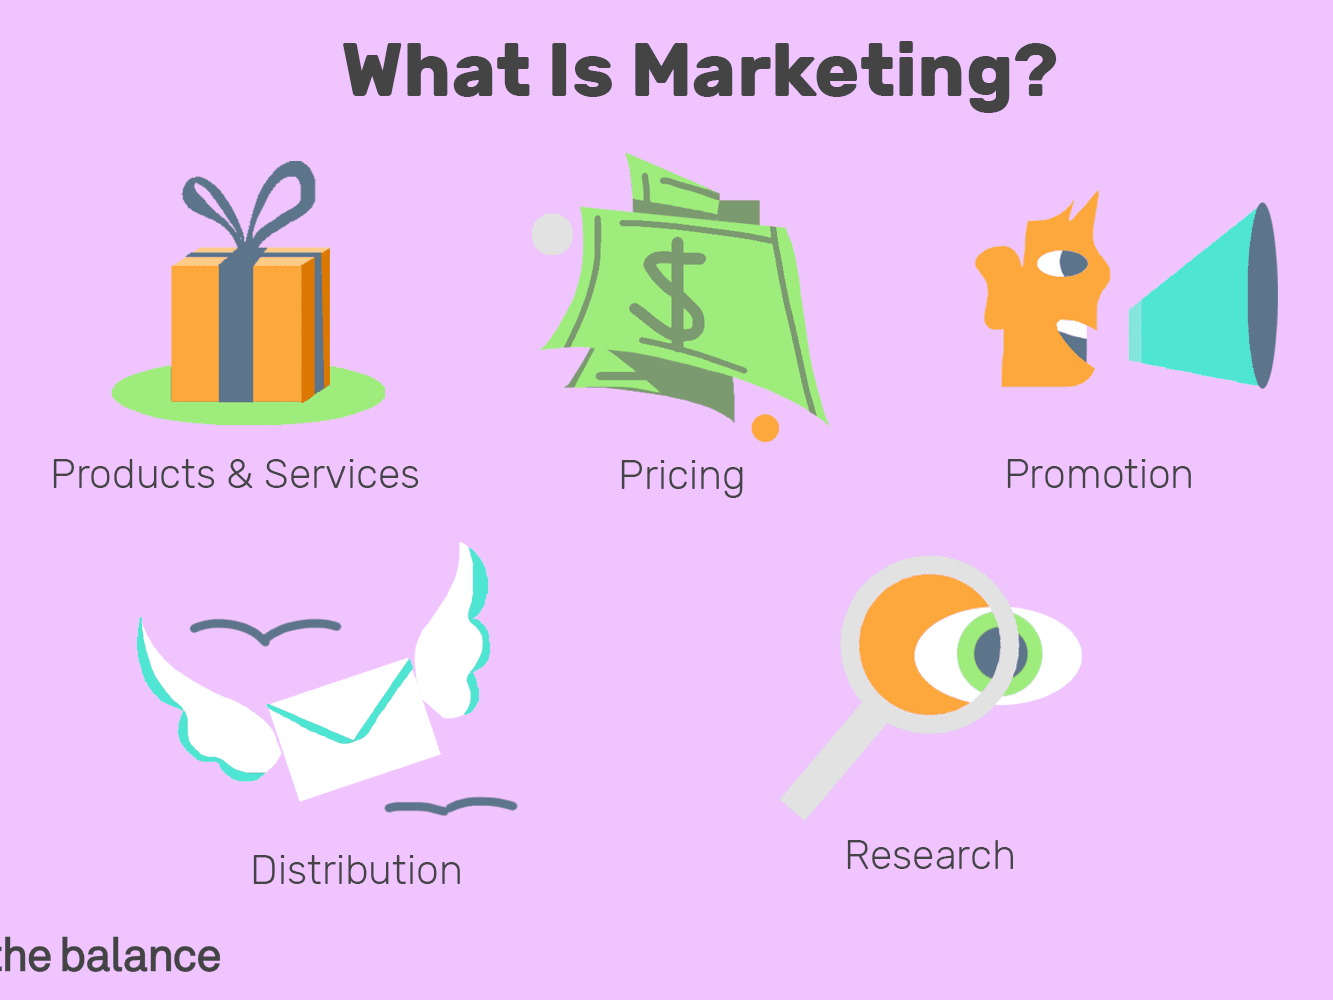 What Is Marketing?
Products & Services
Pricing
Promotion
Distribution
Research
the balance